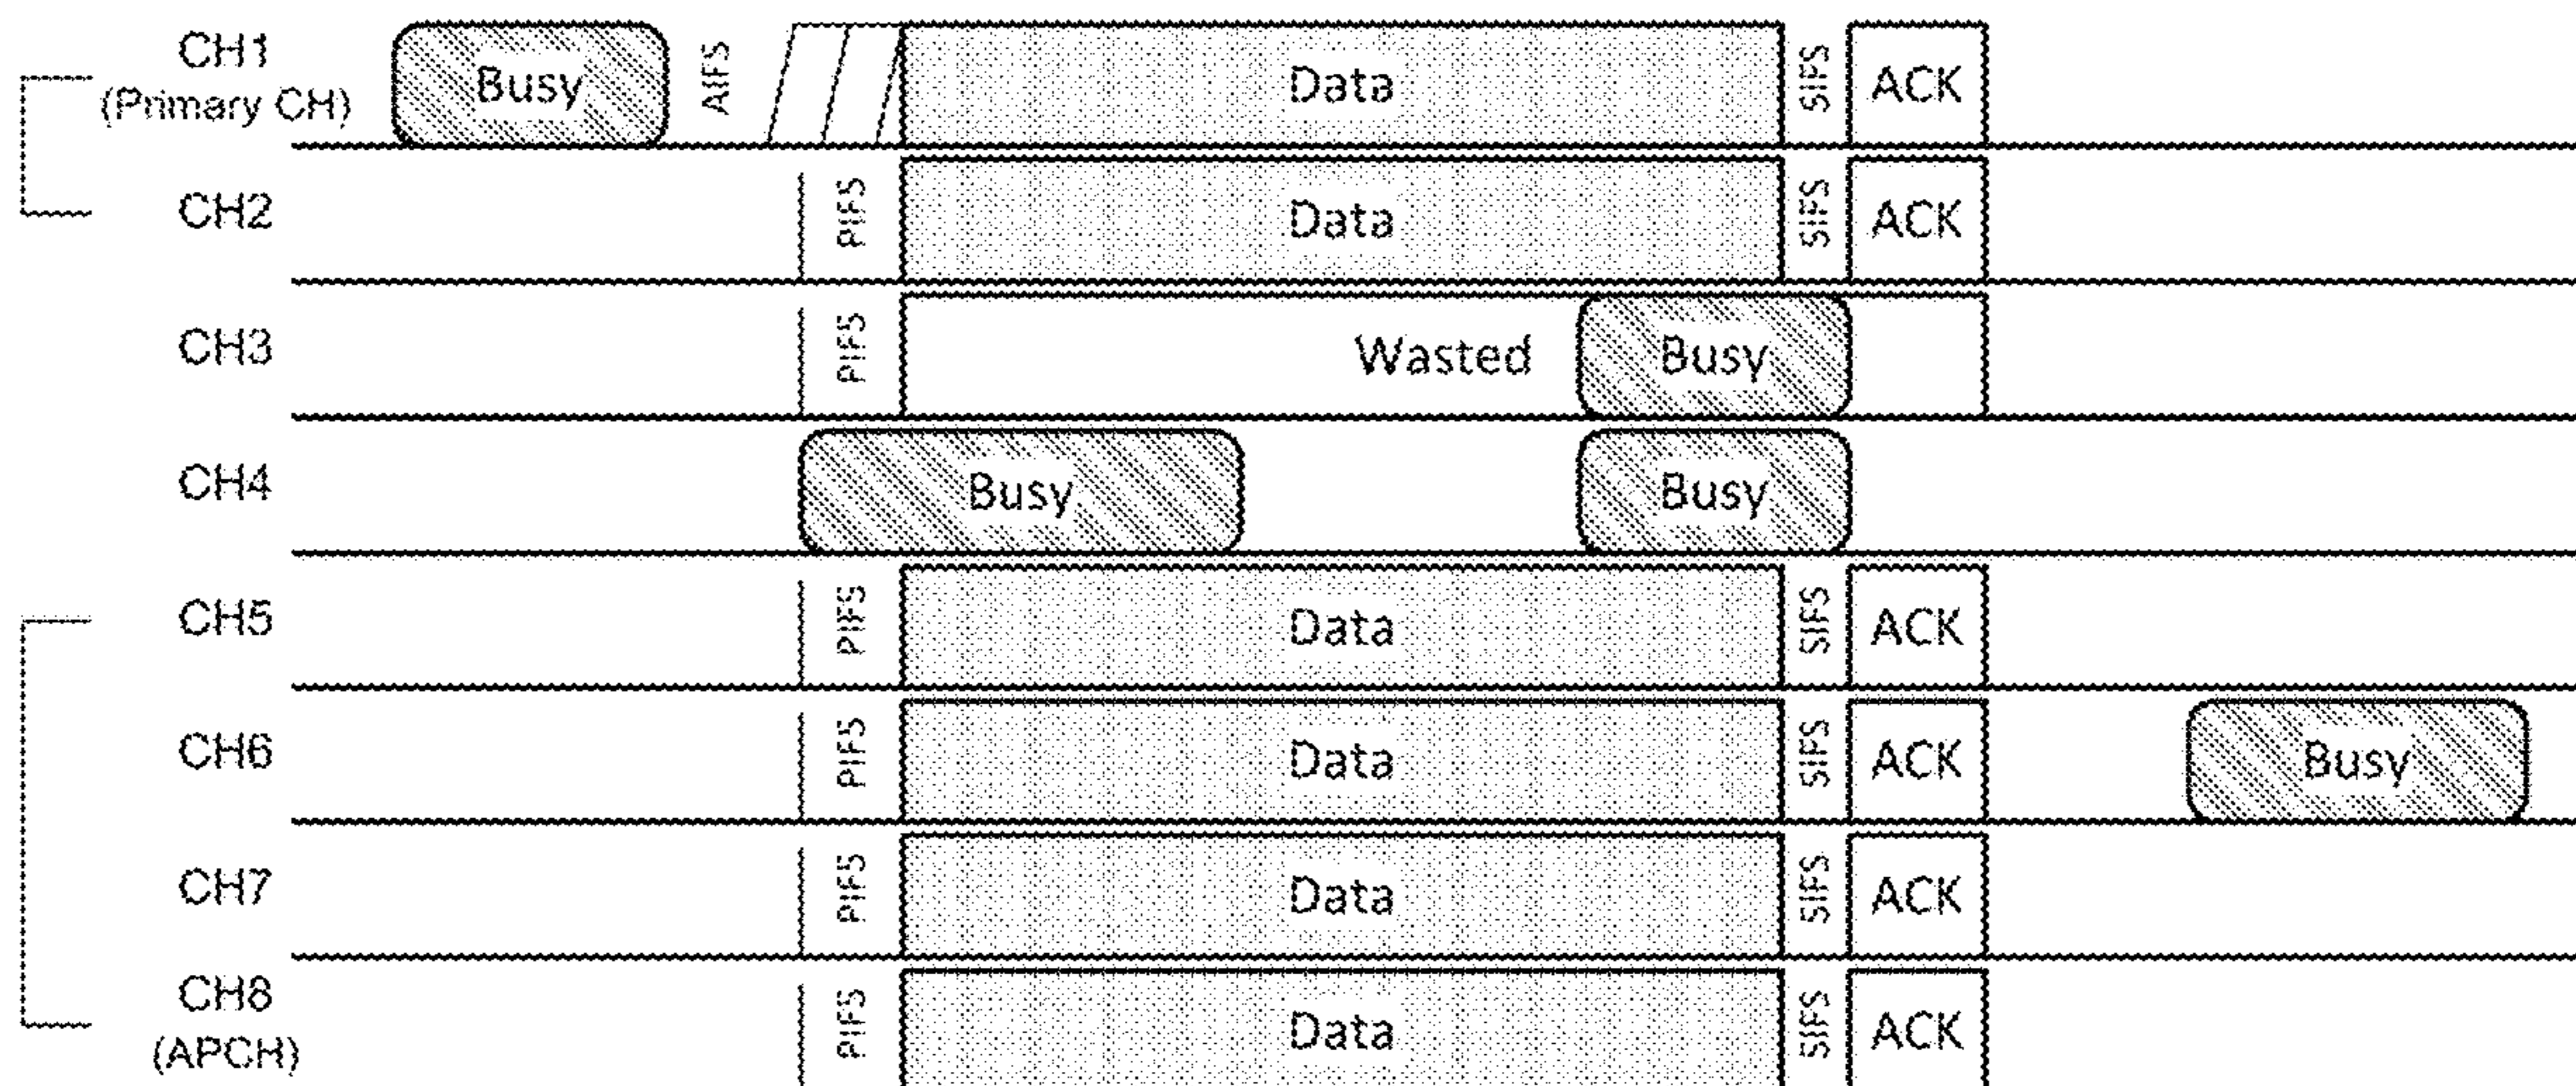 CH1
(Primary CH)
Busy
AIFS
Data
SIFS
ACK
CH2
PIFS
Data
SIFS
ACK
CH3
PIFS
Wasted
Busy
CH4
Busy
Busy
CH5
PIFS
Data
SIFS
ACK
CH6
PIFS
Data
SIFS
ACK
Busy
CH7
PIFS
Data
SIFS
ACK
CH8
(APCH)
PIFS
Data
SIFS
ACK